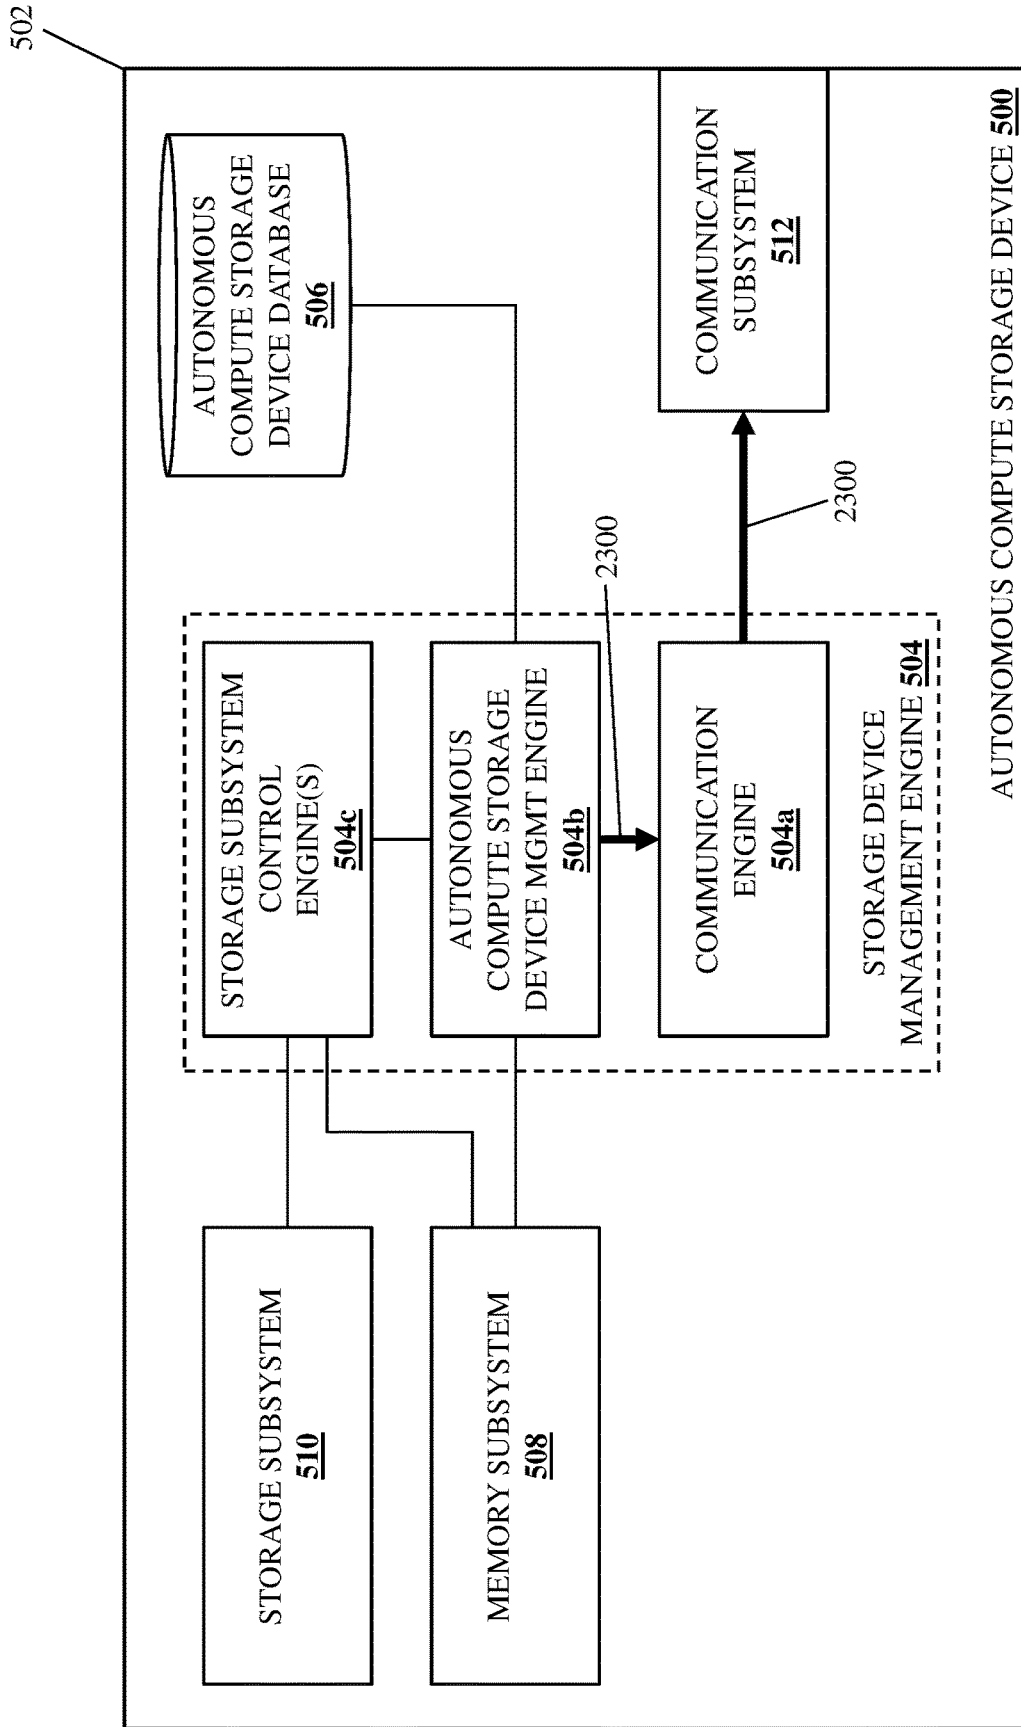 502
AUTONOMOUS
COMPUTE STORAGE
DEVICE DATABASE
506
STORAGE SUBSYSTEM
CONTROL
ENGINE(S)
504c
STORAGE SUBSYSTEM
510
AUTONOMOUS
COMPUTE STORAGE
DEVICE MGMT ENGINE
504b
MEMORY SUBSYSTEM
508
2300
COMMUNICATION
ENGINE
504a
2300
COMMUNICATION
SUBSYSTEM
512
STORAGE DEVICE
MANAGEMENT ENGINE 504
AUTONOMOUS COMPUTE STORAGE DEVICE 500